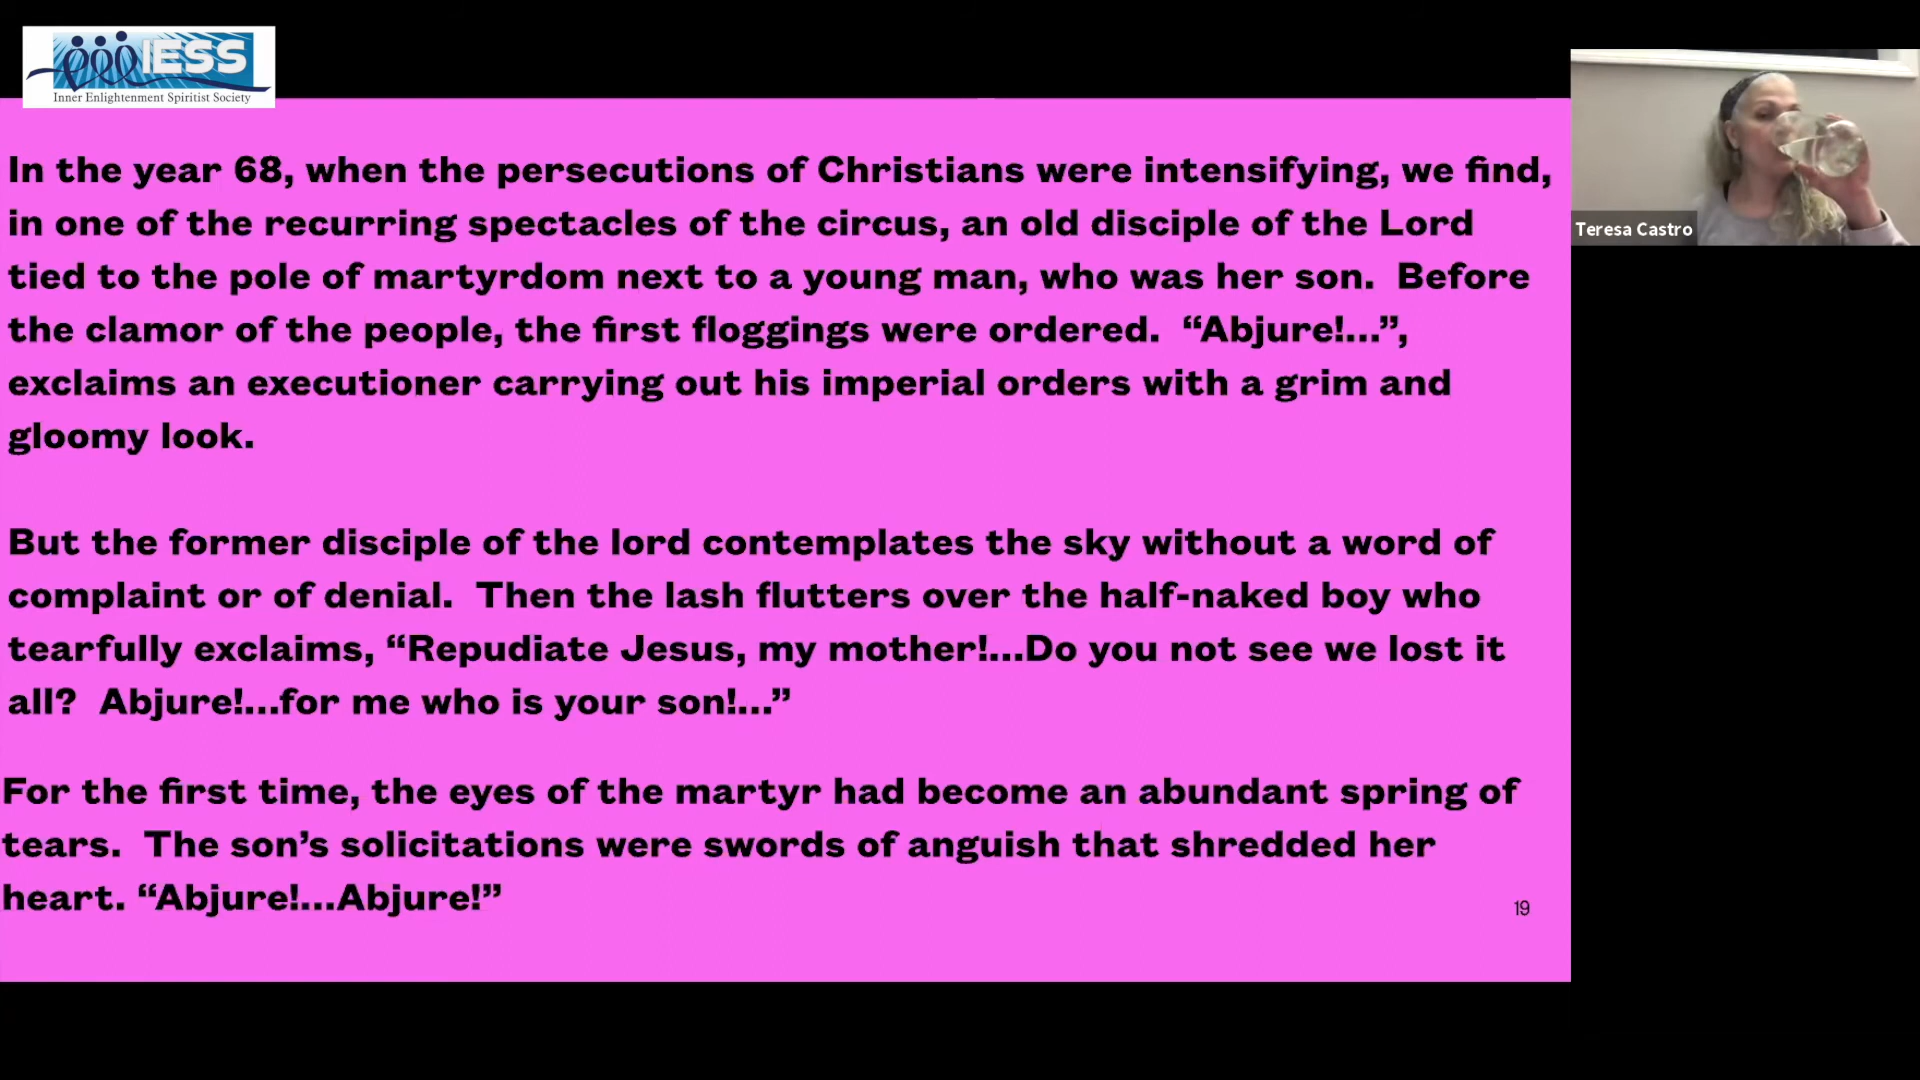 IESS
Inner Enlightenment Spiritist Society
In the year 68, when the persecutions of Christians were intensifying, we find,
in one of the recurring spectacles of the circus, an old disciple of the Lord
tied to the pole of martyrdom next to a young man, who was her son.  Before
the clamor of the people, the first floggings were ordered.  “Abjure!...”,
exclaims an executioner carrying out his imperial orders with a grim and
gloomy look.
But the former disciple of the lord contemplates the sky without a word of
complaint or of denial.  Then the lash flutters over the half-naked boy who
tearfully exclaims, “Repudiate Jesus, my mother!...Do you not see we lost it
all?  Abjure!...for me who is your son!...”
For the first time, the eyes of the martyr had become an abundant spring of
tears.  The son’s solicitations were swords of anguish that shredded her
heart. “Abjure!...Abjure!”
19
Teresa Castro